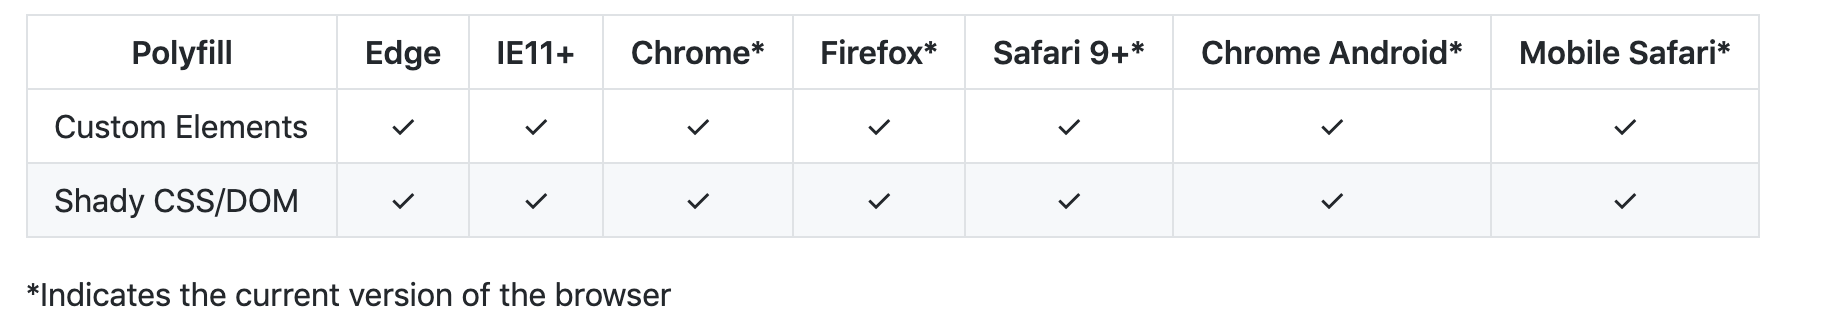 Polyfill Edge IE11+ Chrome* Firefox* Safari 9+* Chrome Android* Mobile Safari*
Custom Elements ✓ ✓ ✓ ✓ ✓ ✓ ✓
Shady CSS/DOM ✓ ✓ ✓ ✓ ✓ ✓ ✓
*Indicates the current version of the browser